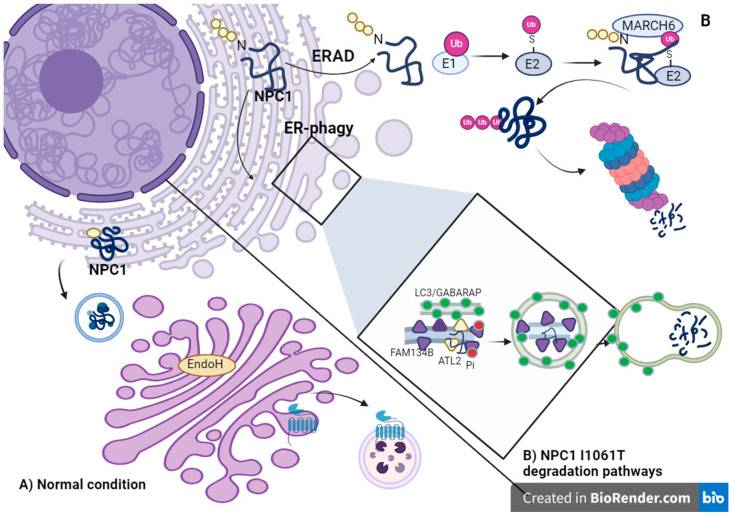 B
MARCH6
N
ERAD
N
N
Ub
Ub
Ub
E1
S
E2
S
E2
NPC1
ER-phagy
Ub Ub Ub
NPC1
LC3/GABARAP
FAM134B
ATL2
Pi
EndoH
A) Normal condition
B) NPC1 I1061T
degradation pathways
Created in BioRender.com bio